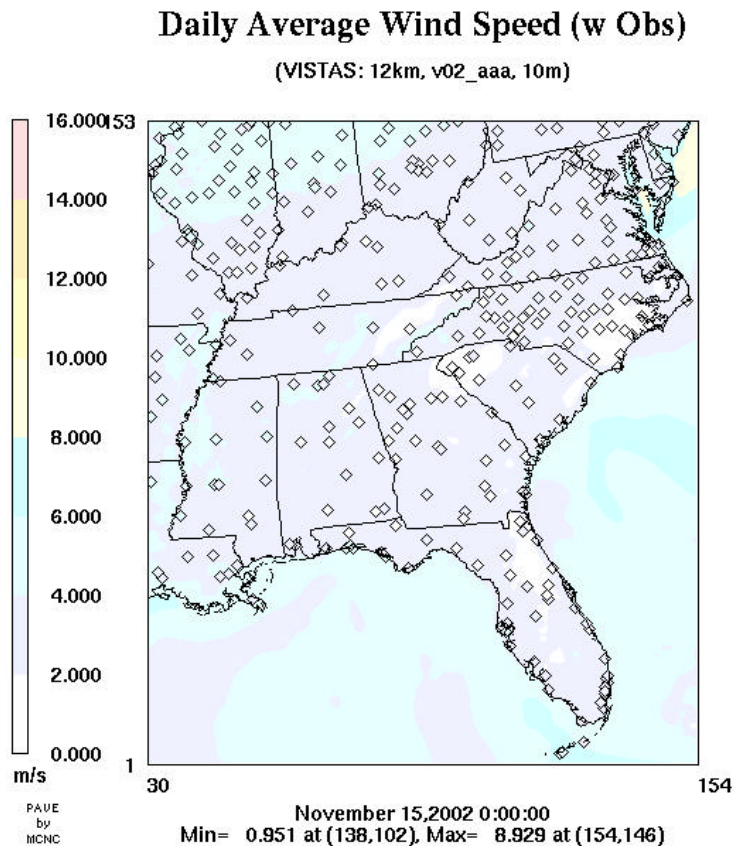 Daily Average Wind Speed (w Obs)
(VISTAS: 12km, v02_aaa, 10m)
16.000
153
14.000
12.000
10.000
8.000
6.000
4.000
2.000
0.000
1
m/s
30
154
PAVE
by
MCNC
November 15,2002 0:00:00
Min= 0.951 at (138,102), Max= 8.929 at (154,146)